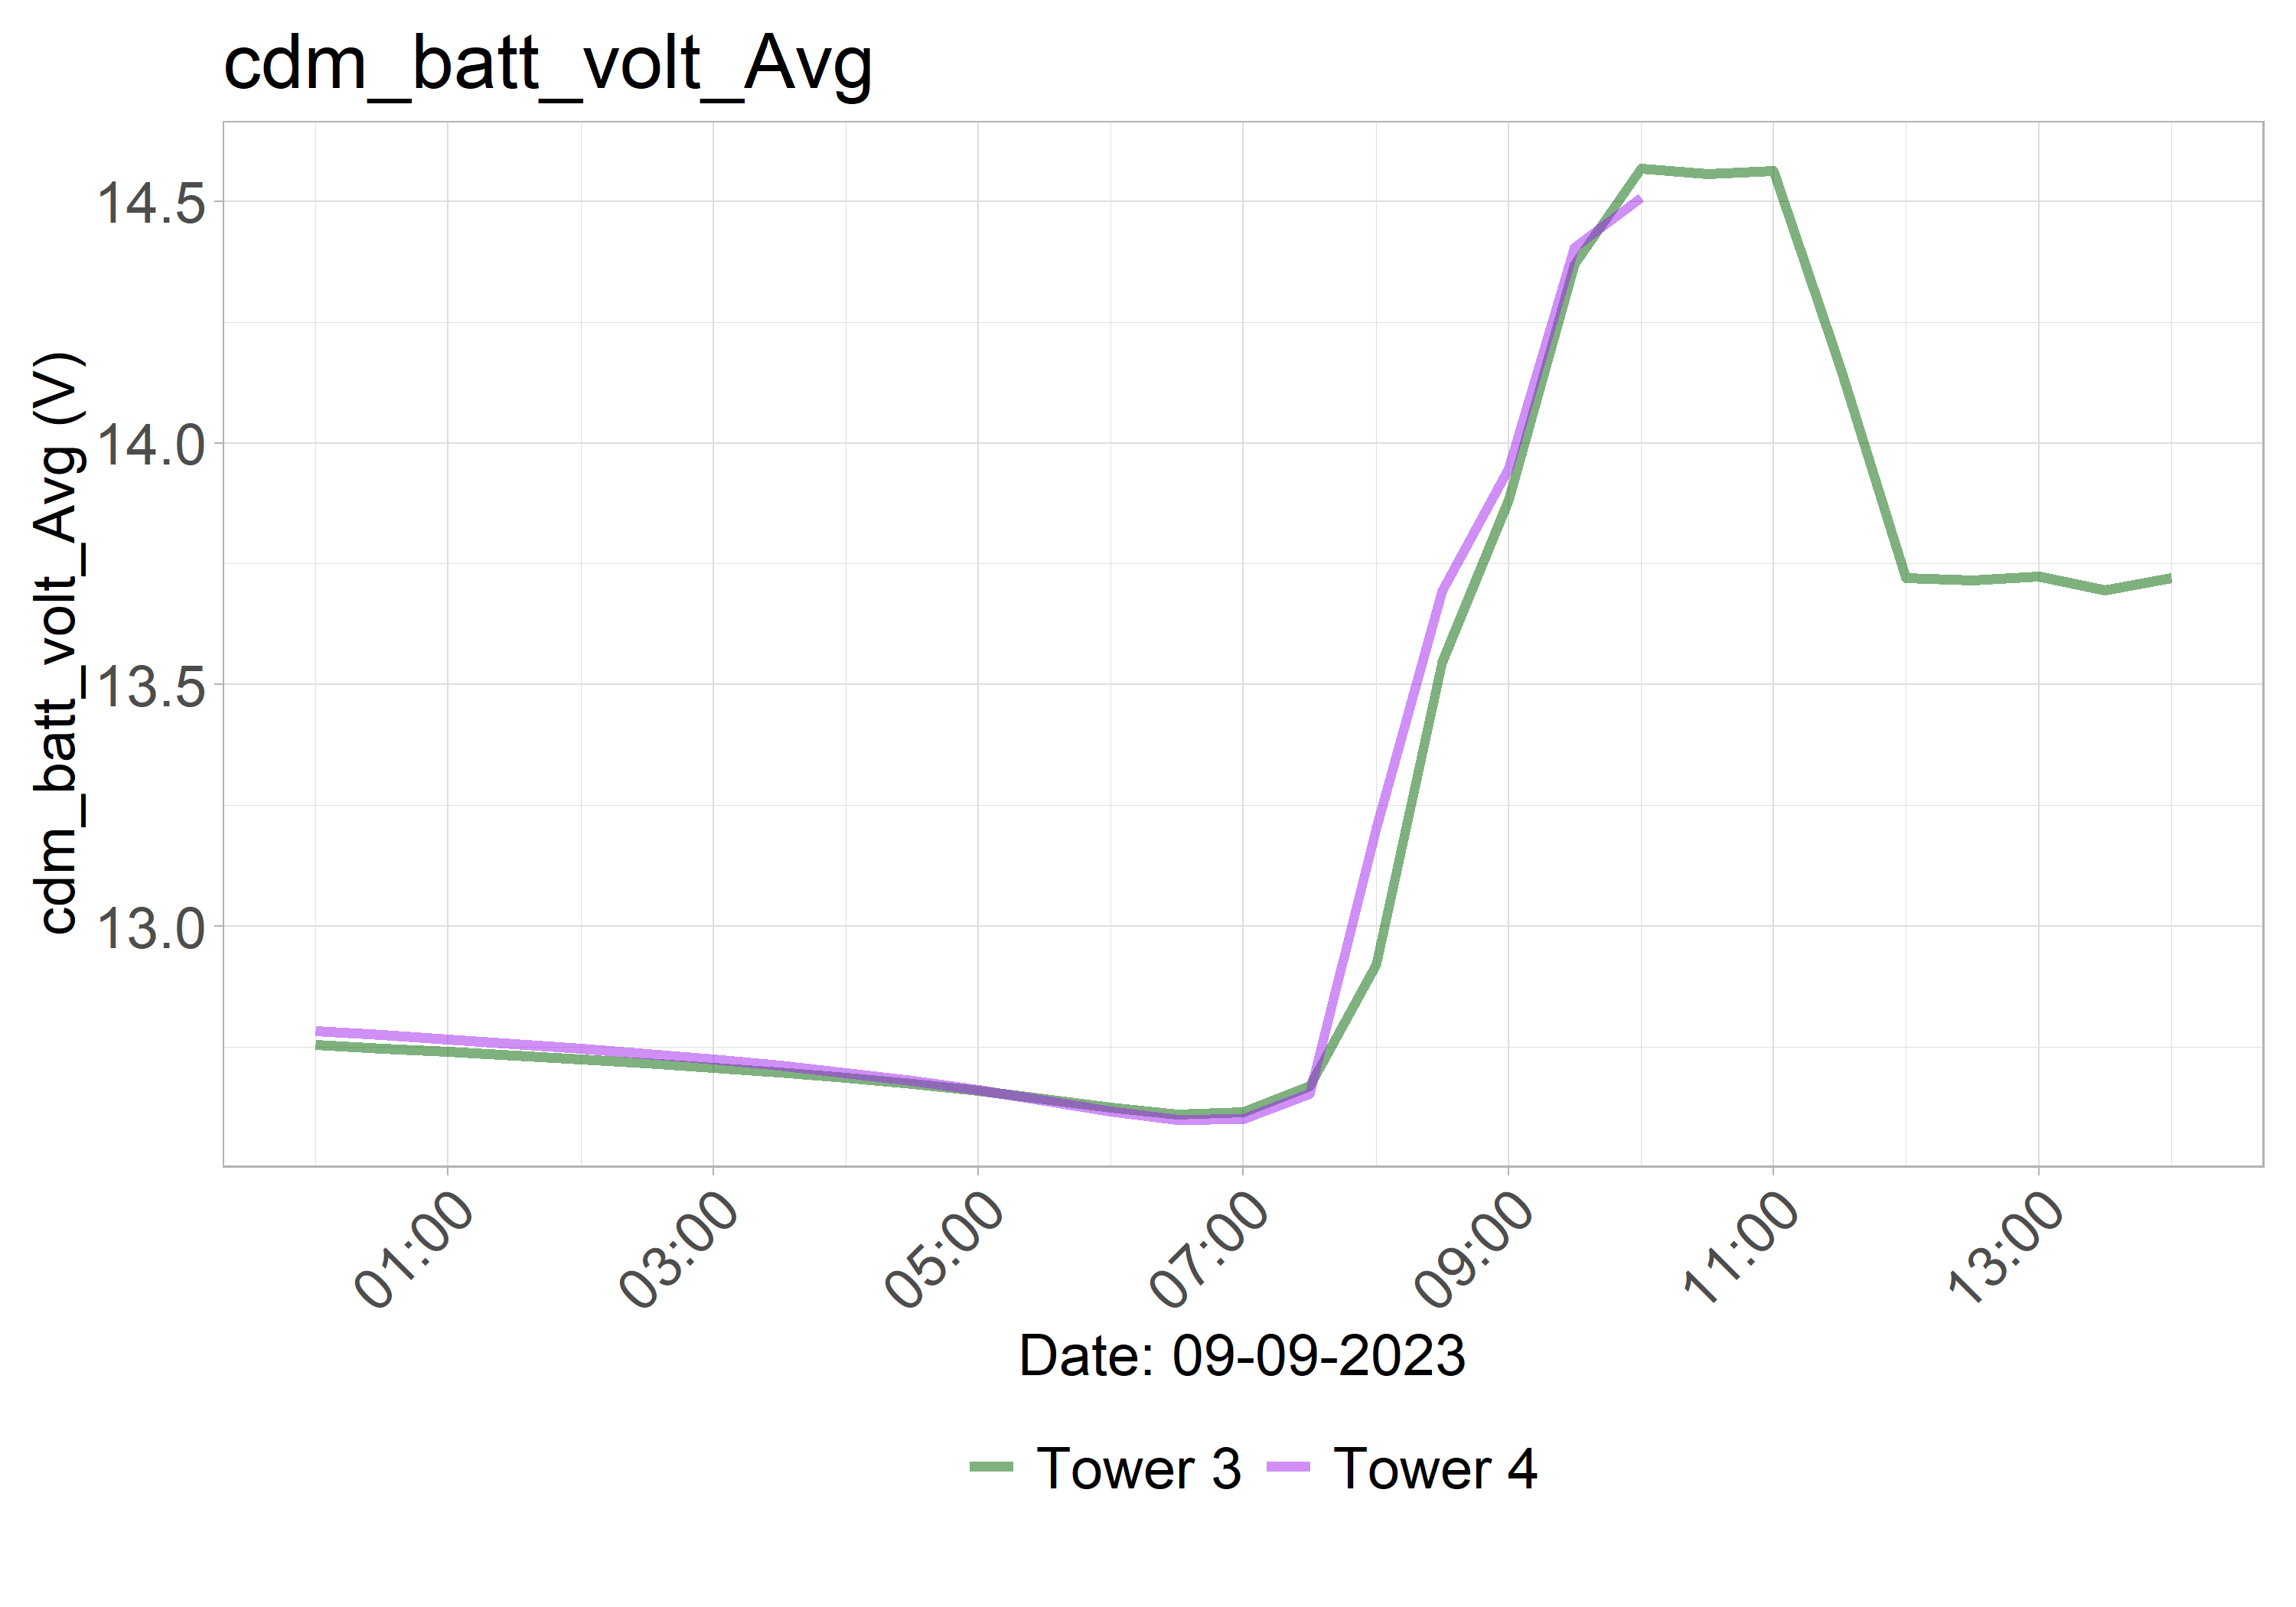 cdm_batt_volt_Avg
cdm_batt_volt_Avg (V)
14.5
14.0
13.5
13.0
01:00 03:00 05:00 07:00 09:00 11:00 13:00
Date: 09-09-2023
Tower 3 Tower 4